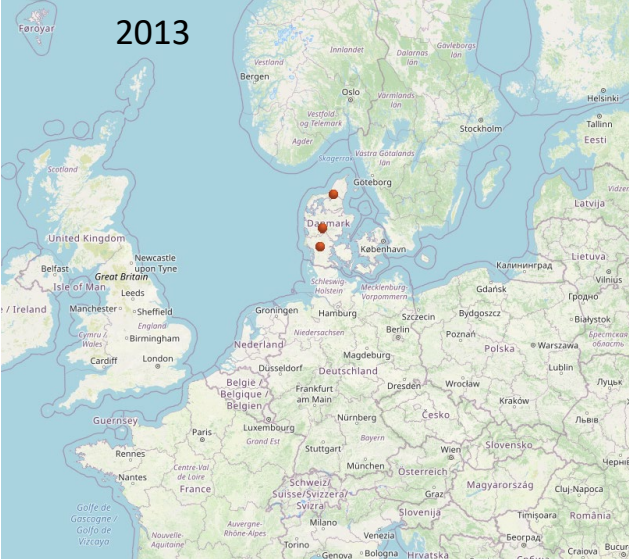 2013
Føroyar
Innlandet
Dalarnas
län
Gävleborgs
län
Vestland
Bergen
Oslo
Värmlands
län
Helsinki
Vestfold
og Telemark
Stockholm
Tallinn
Eesti
Agder
Skagerrak
Västra Götalands
län
Scotland
Göteborg
Latvija
Danmark
United Kingdom
København
Lietuva
Belfast
Newcastle
upon Tyne
Great Britain
Калининград
Vilnius
Isle of Man
Leeds
Schleswig-
Holstein
Mecklenburg-
Vorpommern
Gdańsk
Гродно
/ Ireland
Manchester
Sheffield
Groningen
Hamburg
Szczecin
Bydgoszcz
Białystok
England
Birmingham
Cymru /
Wales
Niedersachsen
Berlin
Poznań
Брестская
область
Nederland
Polska
Warszawa
Cardiff
London
Magdeburg
Dusseldorf
Deutschland
Lublin
België /
Belgique /
Belgien
Frankfurt
am Main
Dresden
Wrocław
Луцьк
Kraków
Guernsey
Luxembourg
Nürnberg
Česko
Львів
Paris
Grand Est
Bayern
Slovensko
Rennes
Stuttgart
Wien
Nantes
Centre-Val
de Loire
München
Österreich
France
Schweiz/
Suisse/Svizzera/
Svizra
Magyarország
Cluj-Napoca
Graz
Golfe de
Gascogne /
Golfo de
Vizcaya
Slovenija
Timișoara
România
Nouvelle-
Aquitaine
Auvergne-
Rhône-Alpes
Milano
Venezia
Београд
Torino
Genova
Bologna
Hrvatska
Craiova